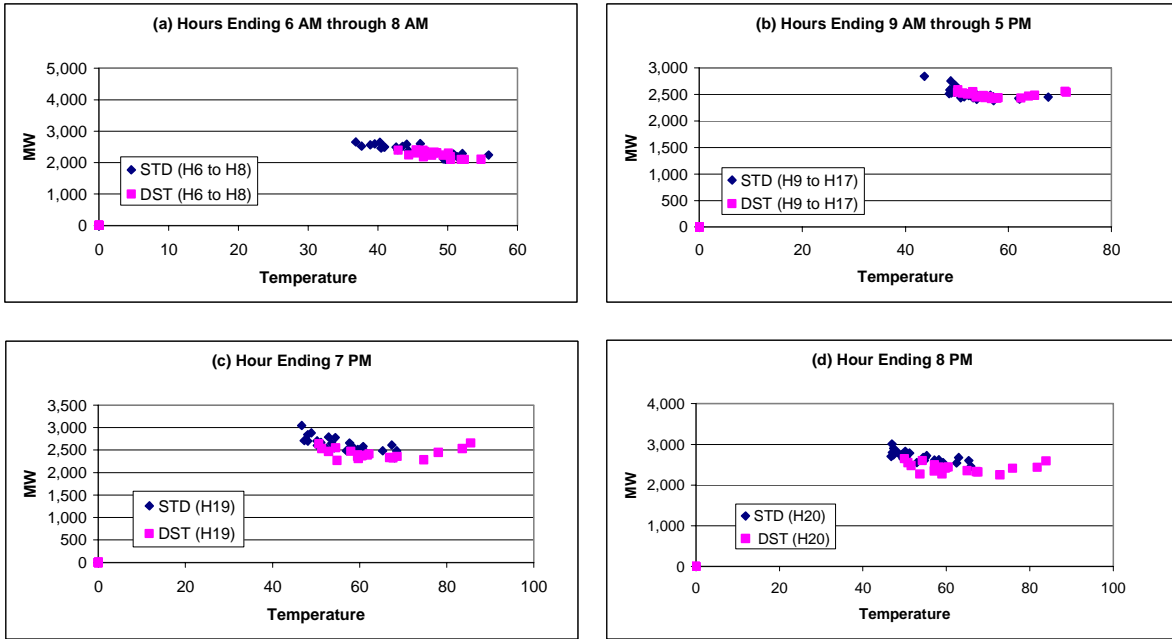 (a) Hours Ending 6 AM through 8 AM
5,000
4,000
3,000
2,000
1,000
0
MW
STD (H6 to H8)
DST (H6 to H8)
0 10 20 30 40 50 60
Temperature
(b) Hours Ending 9 AM through 5 PM
3,000
2,500
2,000
1,500
1,000
500
0
MW
STD (H9 to H17)
DST (H9 to H17)
0 20 40 60 80
Temperature
(c) Hour Ending 7 PM
3,500
3,000
2,500
2,000
1,500
1,000
500
0
MW
STD (H19)
DST (H19)
0 20 40 60 80 100
Temperature
(d) Hour Ending 8 PM
4,000
3,000
2,000
1,000
0
MW
STD (H20)
DST (H20)
0 20 40 60 80 100
Temperature